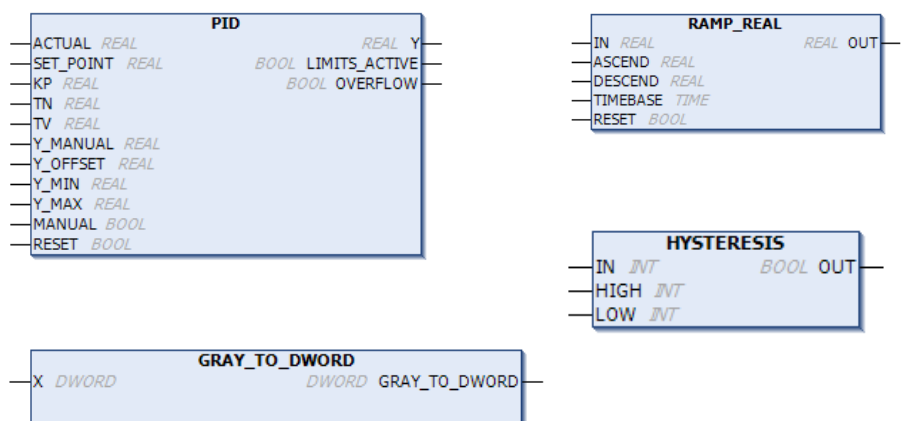 PID
ACTUAL REAL REAL Y
SET_POINT REAL BOOL LIMITS_ACTIVE
KP REAL BOOL OVERFLOW
TN REAL
TV REAL
Y_MANUAL REAL
Y_OFFSET REAL
Y_MIN REAL
Y_MAX REAL
MANUAL BOOL
RESET BOOL
RAMP_REAL
IN REAL REAL OUT
ASCEND REAL
DESCEND REAL
TIMEBASE TIME
RESET BOOL
HYSTERESIS
IN INT BOOL OUT
HIGH INT
LOW INT
GRAY_TO_DWORD
X DWORD DWORD GRAY_TO_DWORD